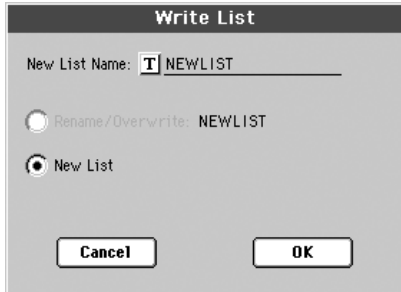 Write List
New List Name: T NEWLIST
Rename/Overwrite: NEWLIST
New List
Cancel OK